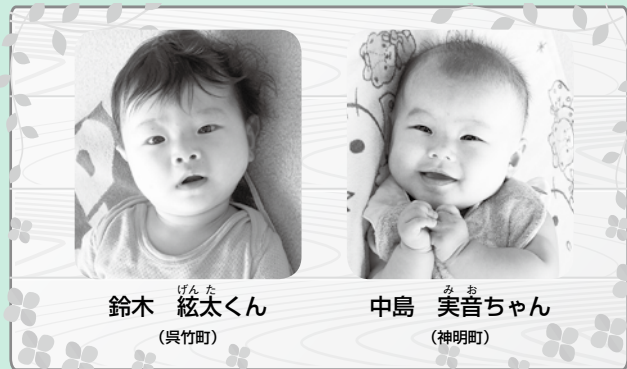 げん た
鈴木　絃太くん
（呉竹町）
み お
中島　実音ちゃん
（神明町）